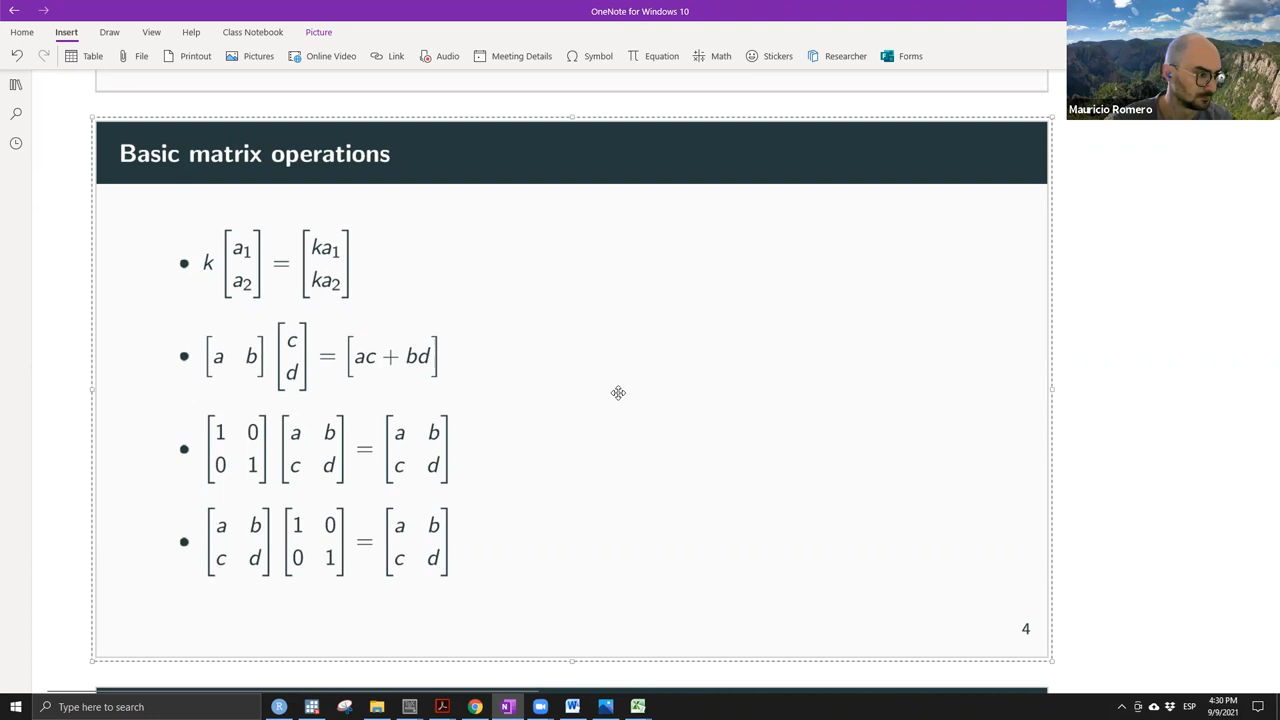 OneNote for Windows 10
Home Insert Draw View Help Class Notebook Picture
Table File Printout Pictures Online Video Link Audio Meeting Details Symbol Equation Math Stickers Researcher Forms
Mauricio Romero
Basic matrix operations
• k [a₁; a₂] = [ka₁; ka₂]
• [a b] [c; d] = [ac + bd]
• [1 0; 0 1] [a b; c d] = [a b; c d]
• [a b; c d] [1 0; 0 1] = [a b; c d]
4
Type here to search
ESP
4:30 PM
9/9/2021